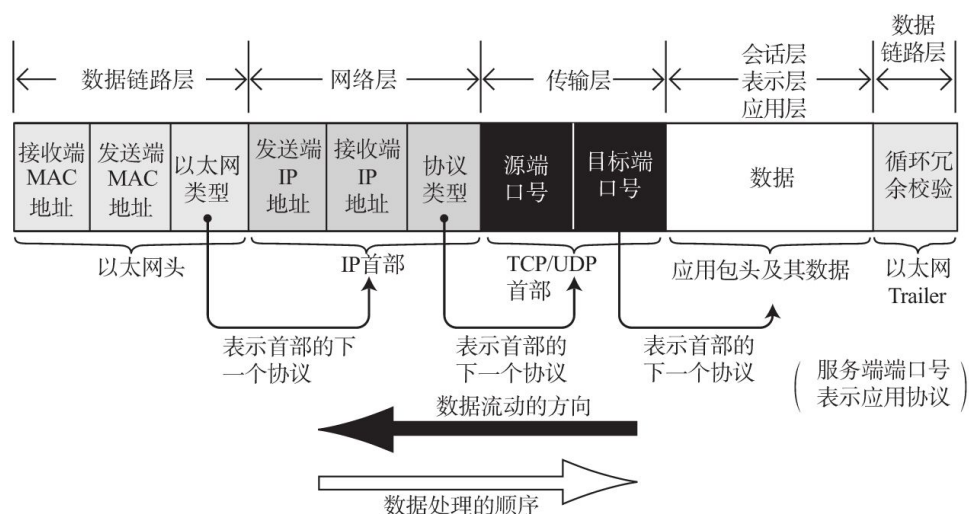 数据链路层
网络层
传输层
会话层
表示层
应用层
数据
链路层
接收端
MAC
地址
发送端
MAC
地址
以太网
类型
发送端
IP
地址
接收端
IP
地址
协议
类型
源端
口号
目标端
口号
数据
循环冗
余校验
以太网头
IP首部
TCP/UDP
首部
应用包头及其数据
以太网
Trailer
表示首部的下
一个协议
表示首部的
下一个协议
表示首部的
下一个协议
服务端端口号
表示应用协议
数据流动的方向
数据处理的顺序